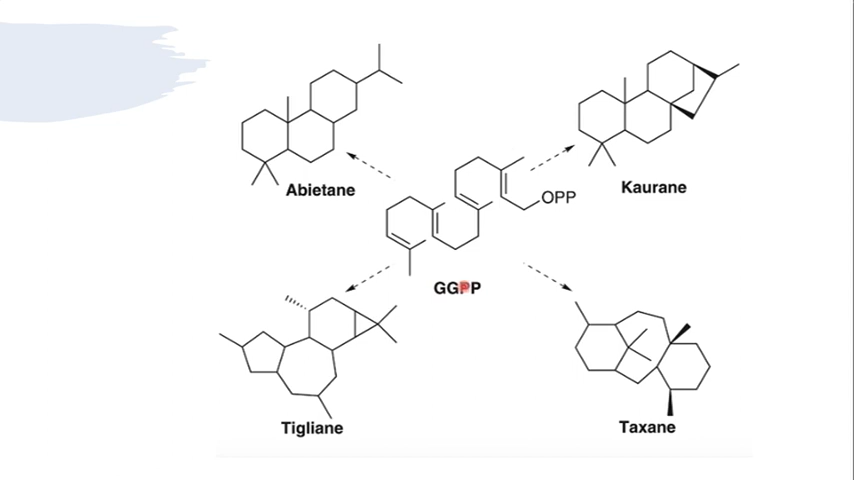 Abietane
Kaurane
OPP
GGPP
Tigliane
Taxane